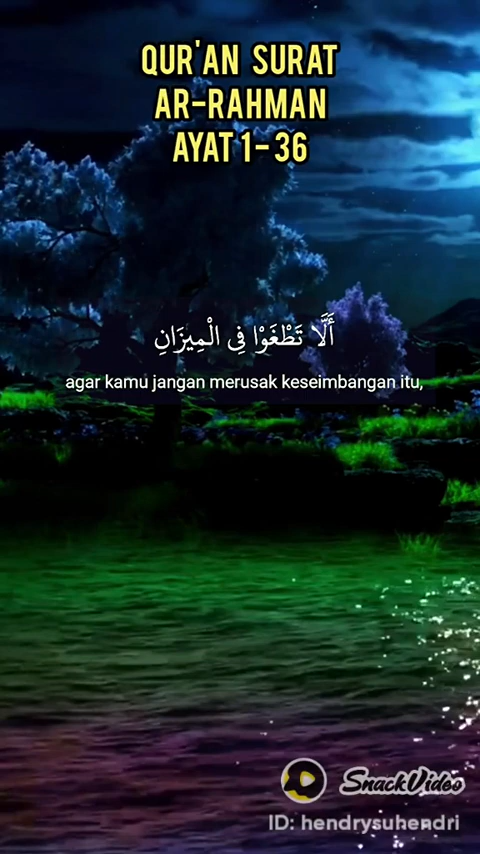 QUR'AN SURAT
AR-RAHMAN
AYAT 1- 36
أَلَّا تَطْغَوْا فِى الْمِيزَانِ
agar kamu jangan merusak keseimbangan itu,
SnackVideo
ID: hendrysuhendri